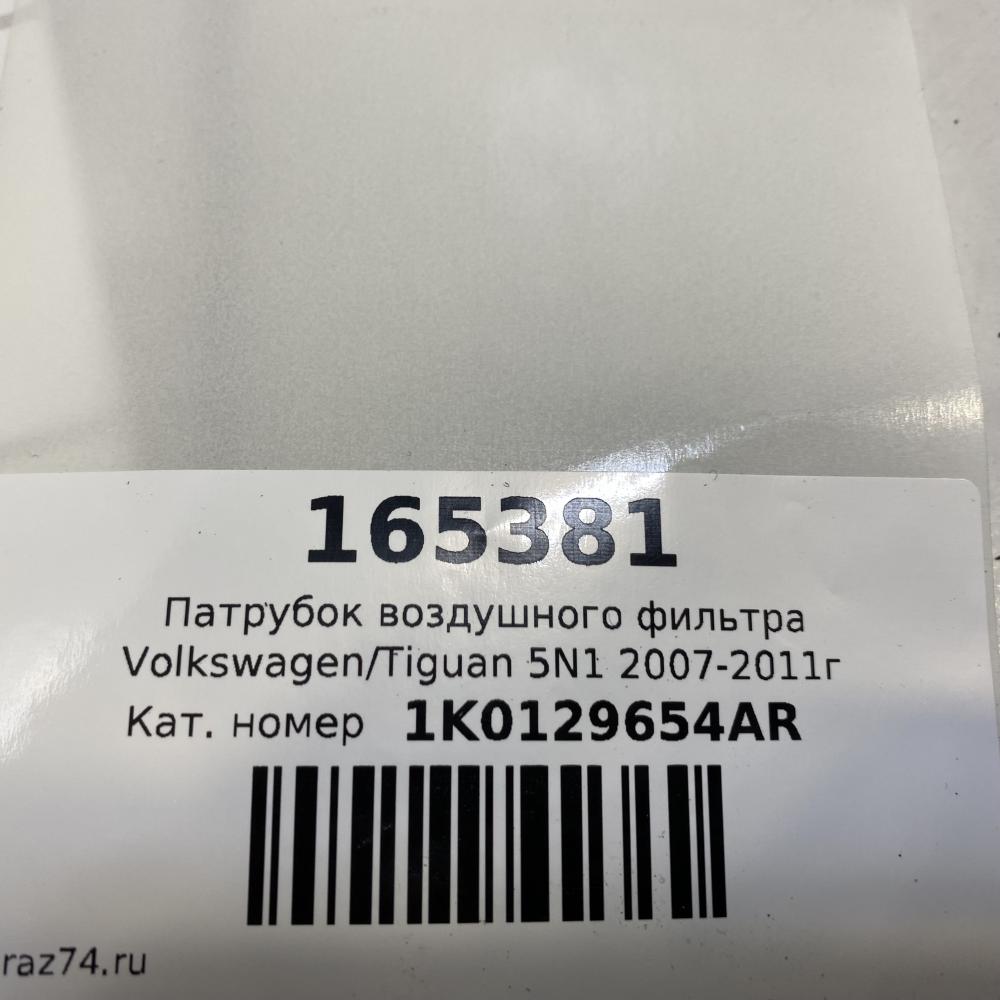 165381
Патрубок воздушного фильтра
Volkswagen/Tiguan 5N1 2007-2011г
Кат. номер 1K0129654AR
raz74.ru